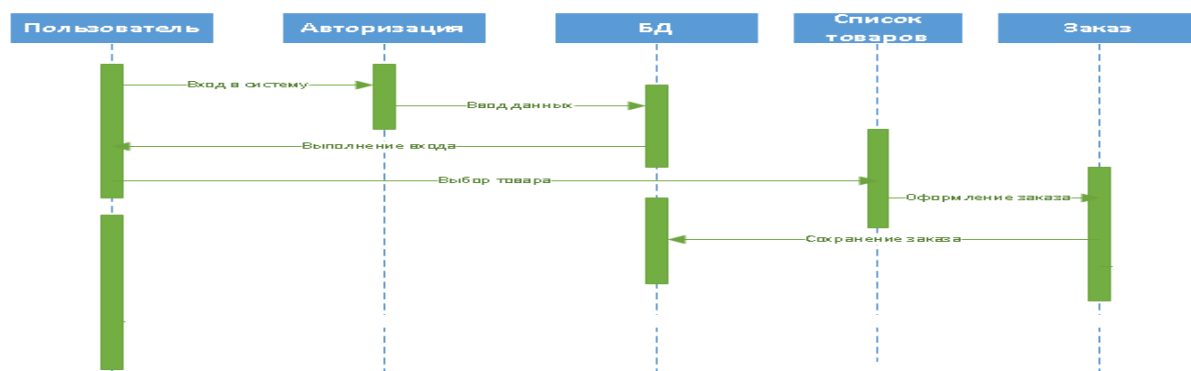 Пользователь
Авторизация
БД
Список
товаров
Заказ
Вход в систему
Ввод данных
Выполнение входа
Выбор товара
Оформление заказа
Сохранение заказа